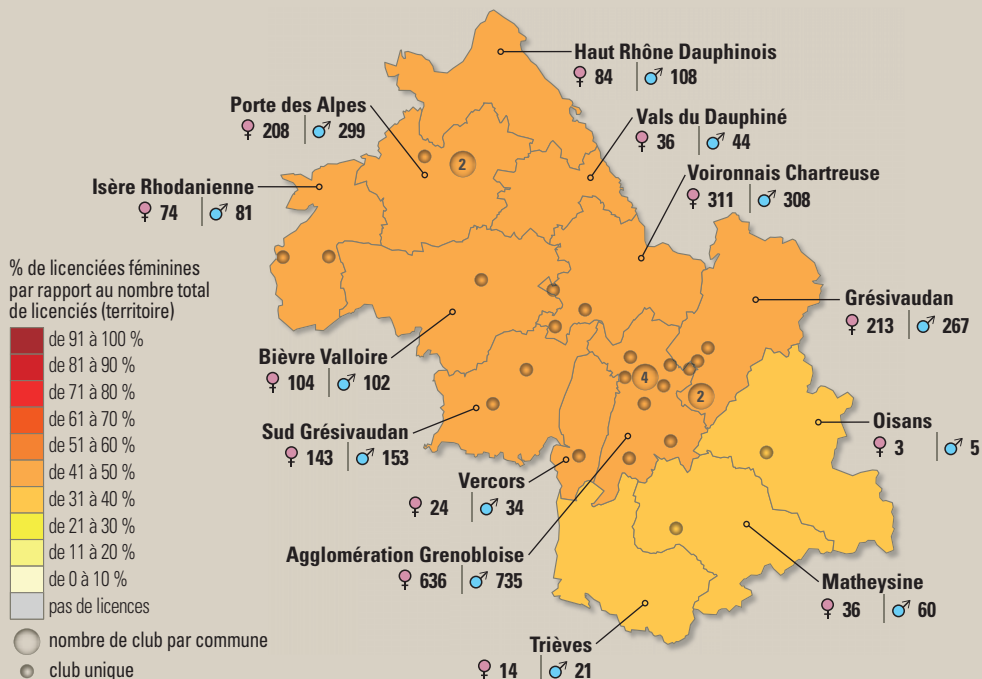 Haut Rhône Dauphinois
♀ 84 | ♂ 108
Porte des Alpes
♀ 208 | ♂ 299
Vals du Dauphiné
♀ 36 | ♂ 44
Isère Rhodanienne
♀ 74 | ♂ 81
Voironnais Chartreuse
♀ 311 | ♂ 308
2
% de licenciées féminines
par rapport au nombre total
de licenciés (territoire)
de 91 à 100 %
de 81 à 90 %
de 71 à 80 %
de 61 à 70 %
de 51 à 60 %
de 41 à 50 %
de 31 à 40 %
de 21 à 30 %
de 11 à 20 %
de 0 à 10 %
pas de licences
nombre de club par commune
club unique
Grésivaudan
♀ 213 | ♂ 267
Bièvre Valloire
♀ 104 | ♂ 102
4
2
Sud Grésivaudan
♀ 143 | ♂ 153
Oisans
♀ 3 | ♂ 5
Vercors
♀ 24 | ♂ 34
Agglomération Grenobloise
♀ 636 | ♂ 735
Matheysine
♀ 36 | ♂ 60
Trièves
♀ 14 | ♂ 21